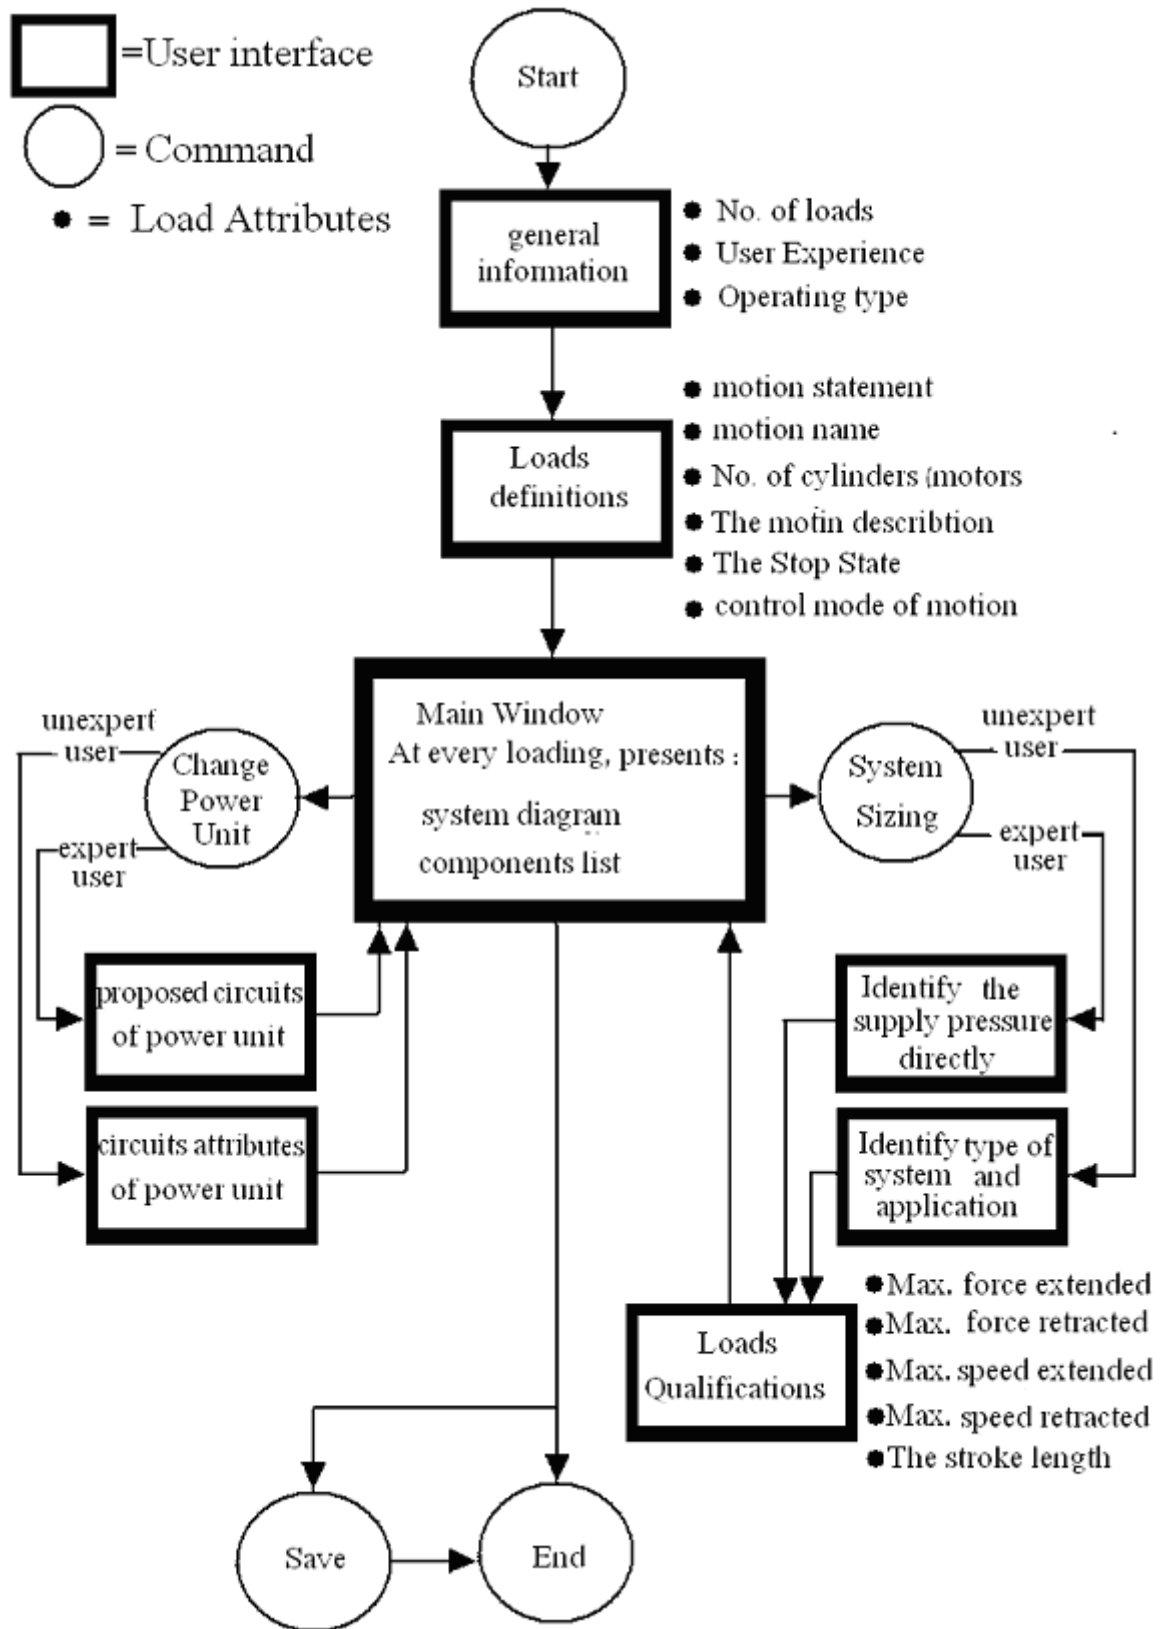 =User interface
= Command
= Load Attributes
Start
general
information
No. of loads
User Experience
Operating type
Loads
definitions
motion statement
motion name
No. of cylinders (motors
The motin describtion
The Stop State
control mode of motion
Main Window
At every loading, presents :
system diagram
components list
unexpert
user
Change
Power
Unit
expert
user
System
Sizing
unexpert
user
expert
user
proposed circuits
of power unit
circuits attributes
of power unit
Identify the
supply pressure
directly
Identify type of
system and
application
Loads
Qualifications
Max. force extended
Max. force retracted
Max. speed extended
Max. speed retracted
The stroke length
Save
End